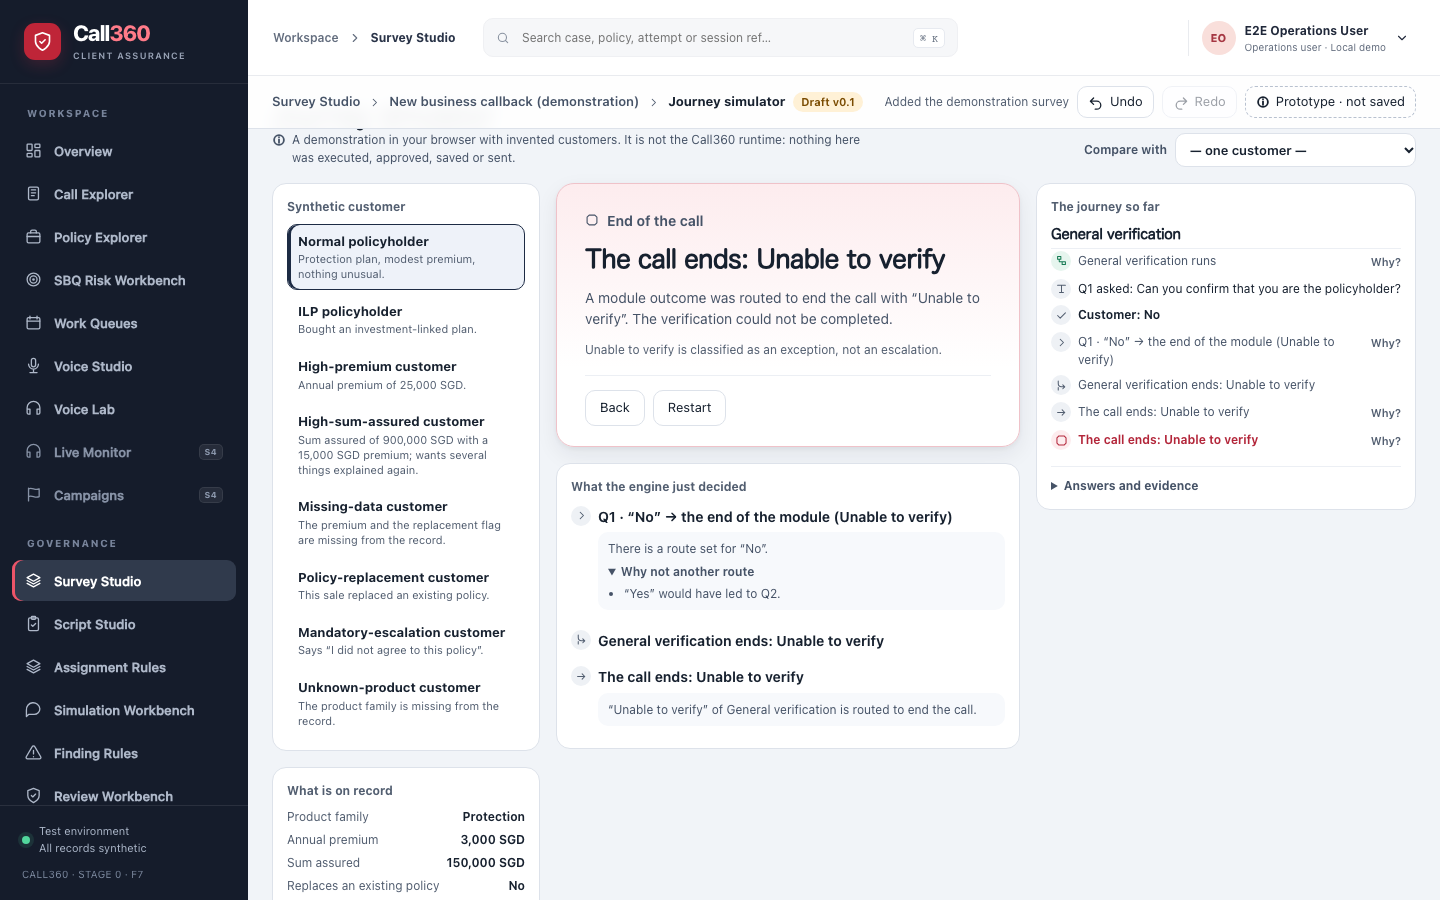 Call360
CLIENT ASSURANCE
WORKSPACE
Overview
Call Explorer
Policy Explorer
SBQ Risk Workbench
Work Queues
Voice Studio
Voice Lab
Live Monitor S4
Campaigns S4
GOVERNANCE
Survey Studio
Script Studio
Assignment Rules
Simulation Workbench
Finding Rules
Review Workbench
Test environment
All records synthetic
CALL360 · STAGE 0 · F7
Workspace > Survey Studio
Search case, policy, attempt or session ref...
⌘ K
EO
E2E Operations User
Operations user · Local demo
Survey Studio > New business callback (demonstration) > Journey simulator Draft v0.1
Added the demonstration survey
Undo
Redo
Prototype · not saved
A demonstration in your browser with invented customers. It is not the Call360 runtime: nothing here
was executed, approved, saved or sent.
Compare with
— one customer —
Synthetic customer
Normal policyholder
Protection plan, modest premium,
nothing unusual.
ILP policyholder
Bought an investment-linked plan.
High-premium customer
Annual premium of 25,000 SGD.
High-sum-assured customer
Sum assured of 900,000 SGD with a
15,000 SGD premium; wants several
things explained again.
Missing-data customer
The premium and the replacement flag
are missing from the record.
Policy-replacement customer
This sale replaced an existing policy.
Mandatory-escalation customer
Says “I did not agree to this policy”.
Unknown-product customer
The product family is missing from the
record.
What is on record
Product family Protection
Annual premium 3,000 SGD
Sum assured 150,000 SGD
Replaces an existing policy No
End of the call
The call ends: Unable to verify
A module outcome was routed to end the call with “Unable to
verify”. The verification could not be completed.
Unable to verify is classified as an exception, not an escalation.
Back
Restart
What the engine just decided
Q1 · “No” → the end of the module (Unable to verify)
There is a route set for “No”.
▼ Why not another route
• “Yes” would have led to Q2.
General verification ends: Unable to verify
The call ends: Unable to verify
“Unable to verify” of General verification is routed to end the call.
The journey so far
General verification
General verification runs Why?
Q1 asked: Can you confirm that you are the policyholder?
Customer: No
Q1 · “No” → the end of the module (Unable to Why?
verify)
General verification ends: Unable to verify
The call ends: Unable to verify Why?
The call ends: Unable to verify Why?
▶ Answers and evidence